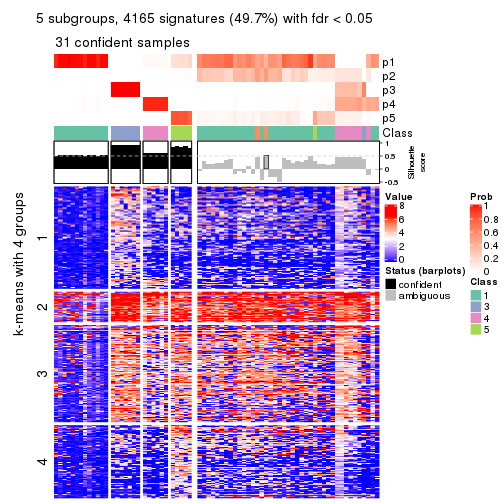 5 subgroups, 4165 signatures (49.7%) with fdr < 0.05
31 confident samples
p1
p2
p3
p4
p5
Class
1
0.5
0
-0.5
Silhouette
score
k-means with 4 groups
1
2
3
4
Value
8
6
4
2
0
Status (barplots)
confident
ambiguous
Prob
1
0.8
0.6
0.4
0.2
0
Class
1
3
4
5